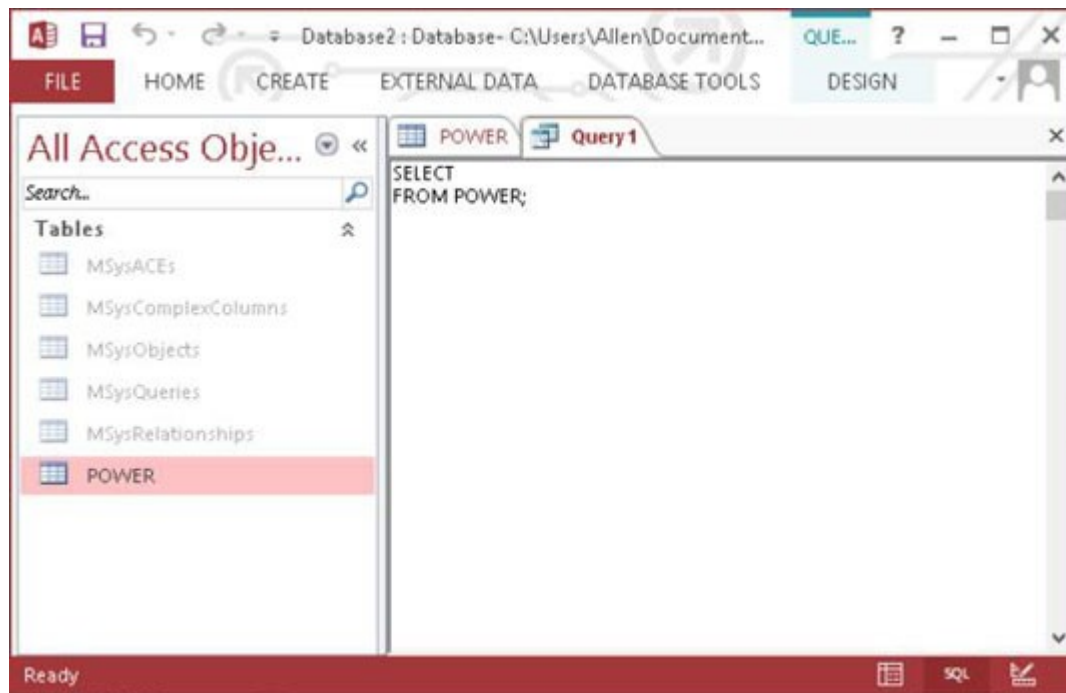 Database2 : Database- C:\Users\Allen\Document... QUE... ?
FILE HOME CREATE EXTERNAL DATA DATABASE TOOLS DESIGN
All Access Obje... «
Search...
Tables
MSysACEs
MSysComplexColumns
MSysObjects
MSysQueries
MSysRelationships
POWER
POWER Query1
SELECT
FROM POWER;
Ready SQL